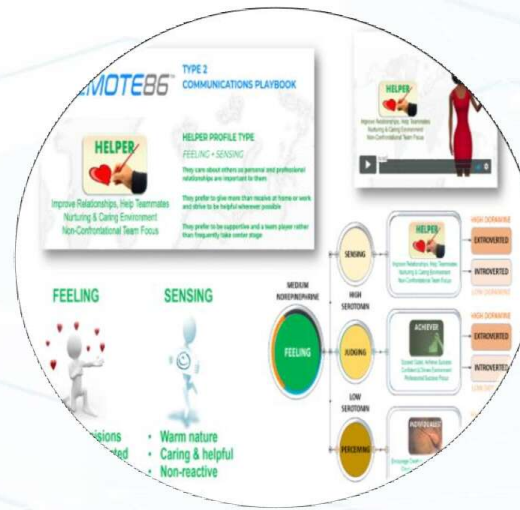 EMOTE86™
TYPE 2
COMMUNICATIONS PLAYBOOK
HELPER
Improve Relationships, Help Teammates
Nurturing & Caring Environment
Non-Confrontational Team Focus
HELPER PROFILE TYPE
FEELING + SENSING
They care about others as personal and professional
relationships are important to them
They prefer to give more than receive at home or work
and strive to be helpful wherever possible
They prefer to be supportive and a team player rather
than frequently take center stage
HELPER
Improve Relationships, Help Teammates
Nurturing & Caring Environment
Non-Confrontational Team Focus
FEELING
SENSING
• Warm nature
• Caring & helpful
• Non-reactive
MEDIUM
NOREPINEPHRINE
FEELING
SENSING
HIGH
SEROTONIN
JUDGING
LOW
SEROTONIN
PERCEIVING
HELPER
Improve Relationships, Help Teammates
Nurturing & Caring Environment
Non-Confrontational Team Focus
HIGH DOPAMINE
EXTROVERTED
INTROVERTED
LOW DOPAMINE
ACHIEVER
Professional Success Focus
HIGH DOPAMINE
EXTROVERTED
INTROVERTED
INDIVIDUALIST